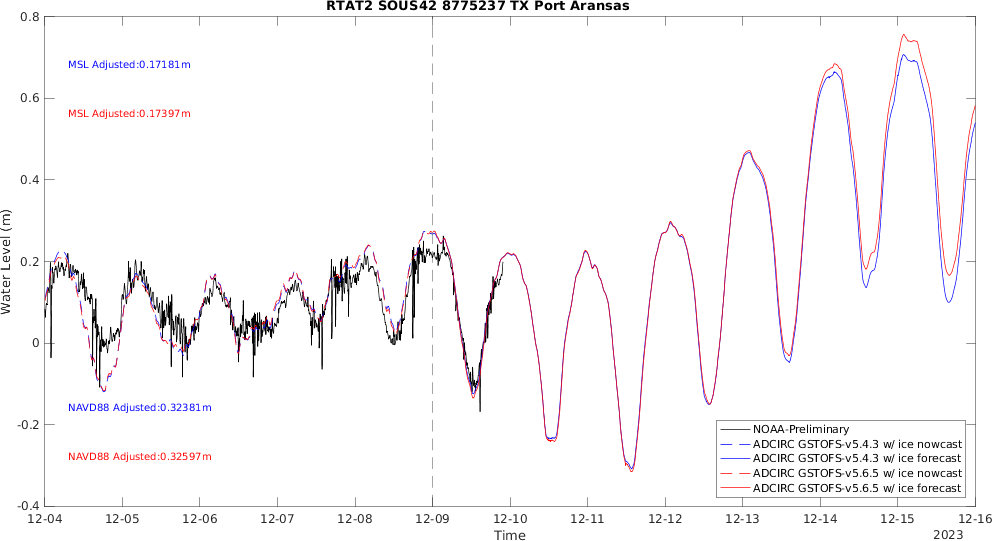 RTAT2 SOUS42 8775237 TX Port Aransas
0.8
MSL Adjusted:0.17181m
0.6
MSL Adjusted:0.17397m
0.4
Water Level (m)
0.2
0
NAVD88 Adjusted:0.32381m
-0.2
NAVD88 Adjusted:0.32597m
NOAA-Preliminary
ADCIRC GSTOFS-v5.4.3 w/ ice nowcast
ADCIRC GSTOFS-v5.4.3 w/ ice forecast
ADCIRC GSTOFS-v5.6.5 w/ ice nowcast
ADCIRC GSTOFS-v5.6.5 w/ ice forecast
-0.4
12-04 12-05 12-06 12-07 12-08 12-09 12-10 12-11 12-12 12-13 12-14 12-15 12-16
Time
2023